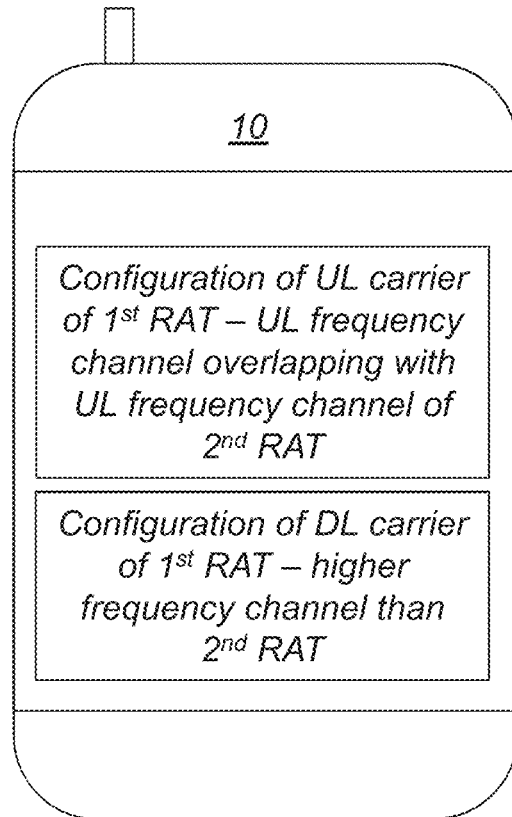 10
Configuration of UL carrier
of 1st RAT – UL frequency
channel overlapping with
UL frequency channel of
2nd RAT
Configuration of DL carrier
of 1st RAT – higher
frequency channel than
2nd RAT